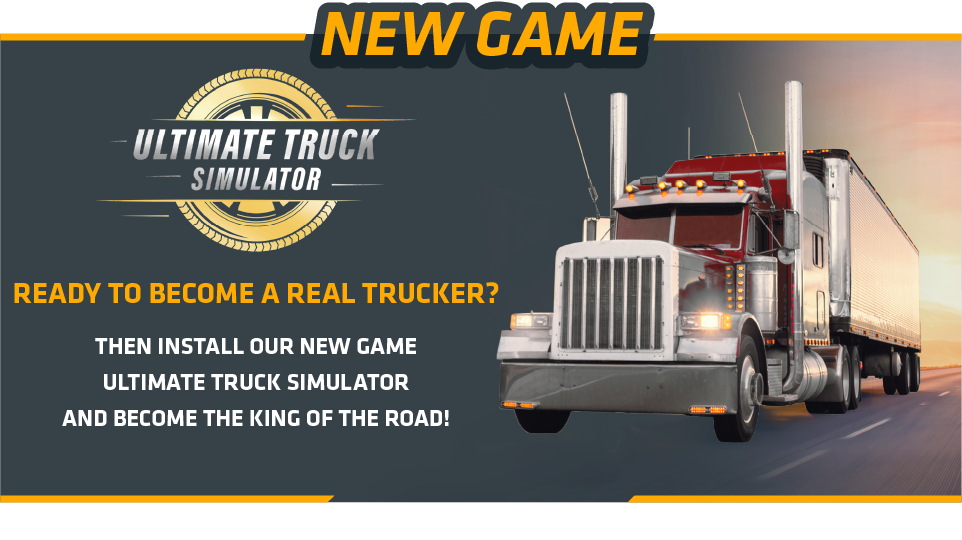 NEW GAME
ULTIMATE TRUCK
SIMULATOR
READY TO BECOME A REAL TRUCKER?
THEN INSTALL OUR NEW GAME
ULTIMATE TRUCK SIMULATOR
AND BECOME THE KING OF THE ROAD!